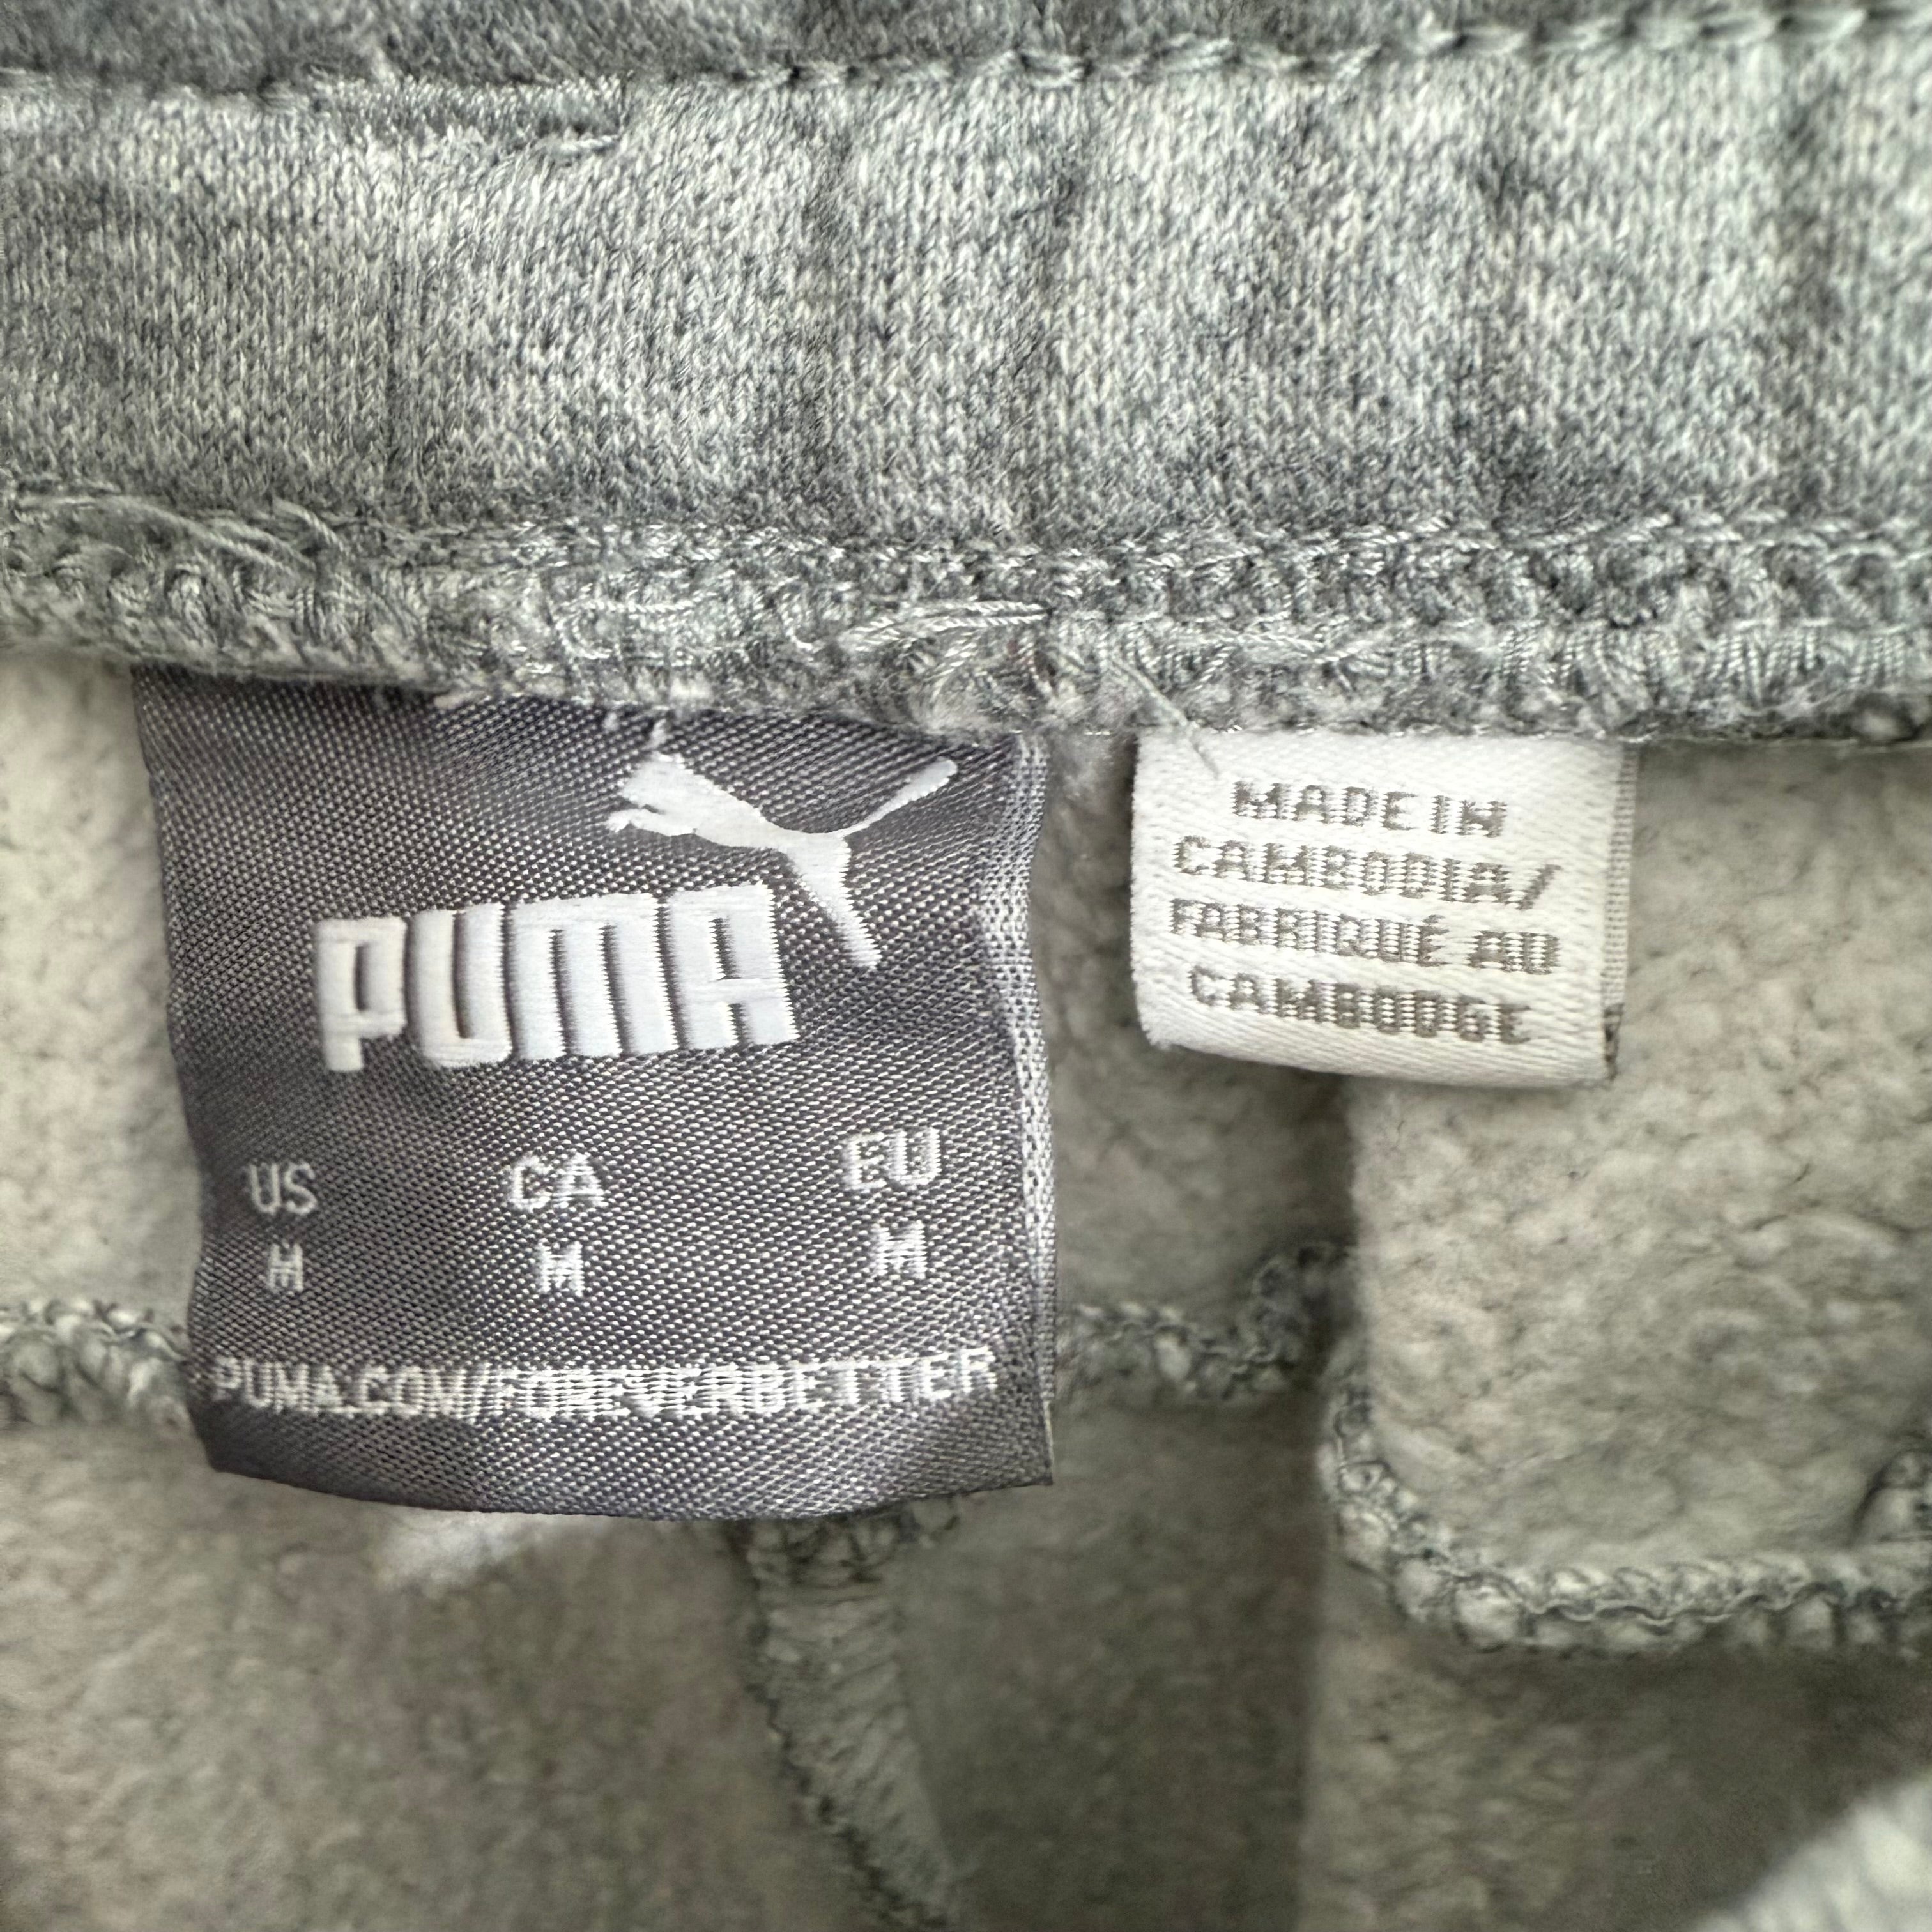 PUMA
US CA EU
M M M
PUMA.COM/FOREVERBETTER
MADE IN
CAMBODIA/
FABRIQUÉ AU
CAMBODGE